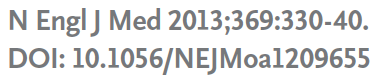 N Engl J Med 2013;369:330-40.
DOI: 10.1056/NEJMoa1209655